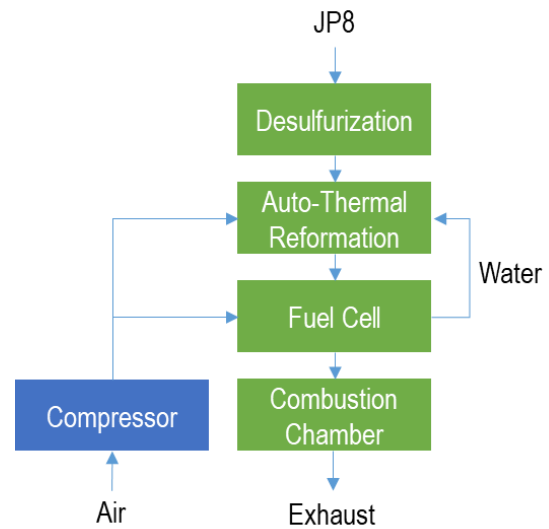 JP8
Desulfurization
Auto-Thermal
Reformation
Water
Fuel Cell
Compressor
Combustion
Chamber
Air
Exhaust